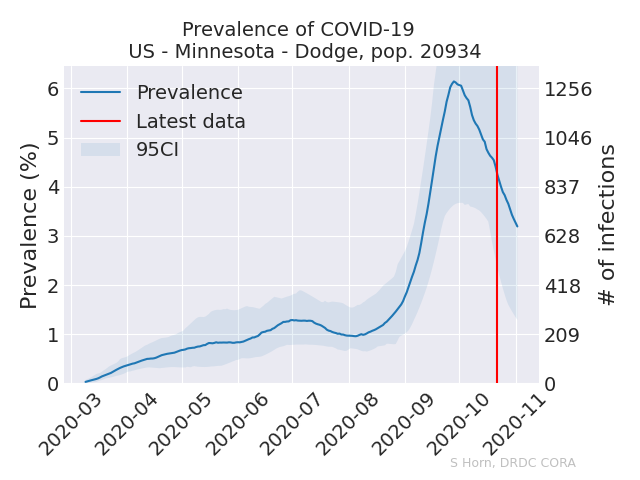 Prevalence of COVID-19
US - Minnesota - Dodge, pop. 20934
Prevalence
Latest data
95CI
Prevalence (%)
6
5
4
3
2
1
0
1256
1046
837
628
418
209
0
# of infections
2020-03
2020-04
2020-05
2020-06
2020-07
2020-08
2020-09
2020-10
2020-11
S Horn, DRDC CORA